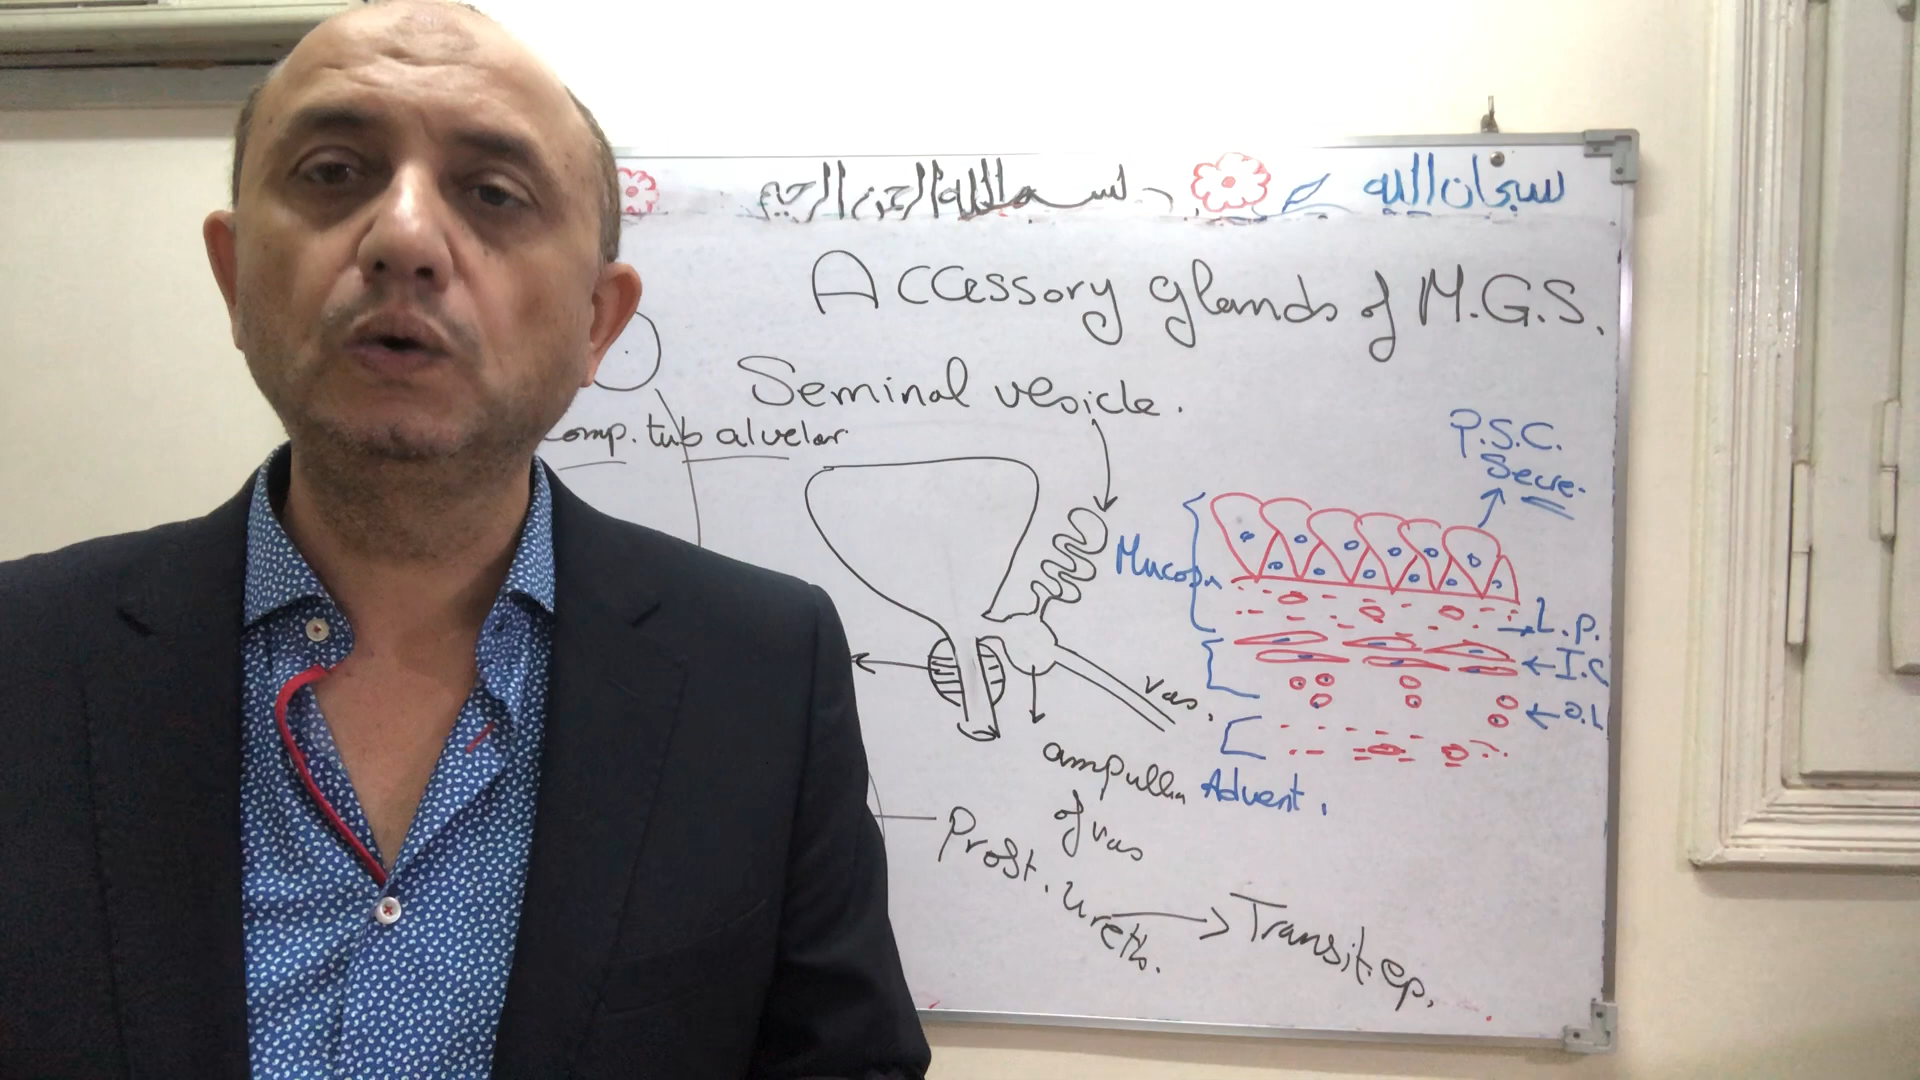 سبحان الله
بسم الله الرحمن الرحيم
Accessory glands of M.G.S.
Seminal vesicle.
comp. tub alvelar
P.S.C.
Secre.
Mucosa
L.P.
I.C
O.L
vas.
ampulla
of vas
Advent.
Prost. Ureth.
Transit. ep.